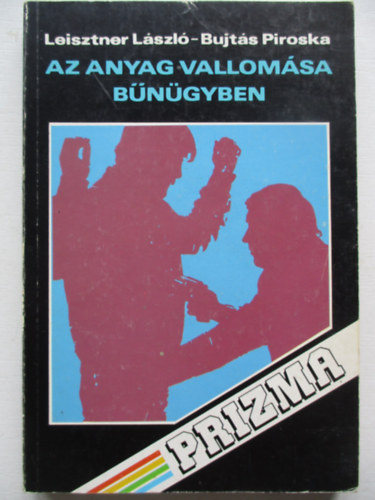 Leisztner László-Bujtás Piroska
AZ ANYAG VALLOMÁSA
BŰNÜGYBEN
PRIZMA